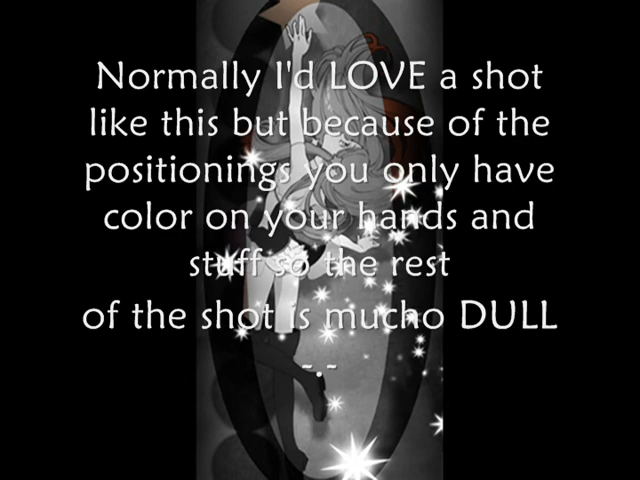 Normally I'd LOVE a shot
like this but because of the
positionings you only have
color on your hands and
stuff so the rest
of the shot is mucho DULL
~.~